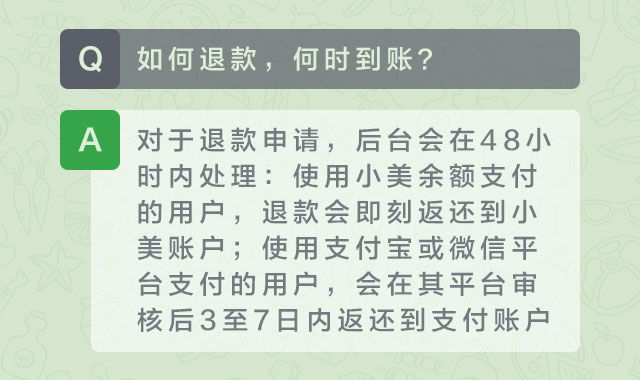 Q 如何退款，何时到账？
A 对于退款申请，后台会在48小
时内处理：使用小美余额支付
的用户，退款会即刻返还到小
美账户；使用支付宝或微信平
台支付的用户，会在其平台审
核后3至7日内返还到支付账户